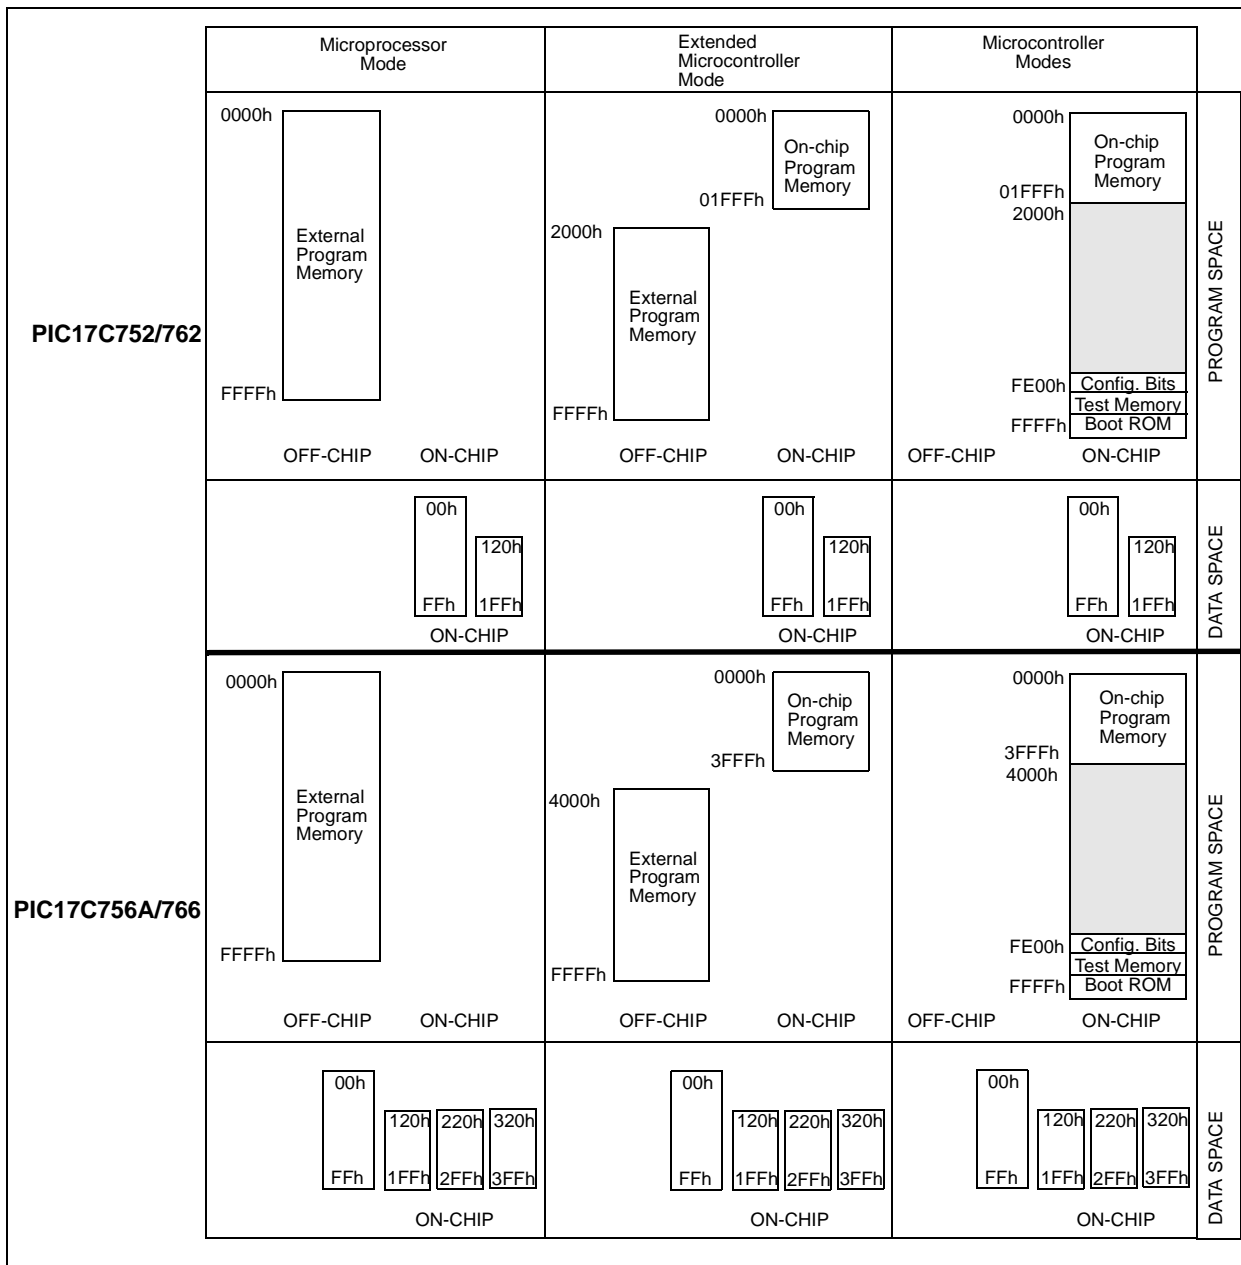 Microprocessor
Mode
Extended
Microcontroller
Mode
Microcontroller
Modes
PIC17C752/762
0000h
External
Program
Memory
FFFFh
OFF-CHIP ON-CHIP
0000h
On-chip
Program
Memory
01FFFh
2000h
External
Program
Memory
FFFFh
OFF-CHIP ON-CHIP
0000h
On-chip
Program
Memory
01FFFh
2000h
FE00h Config. Bits
Test Memory
FFFFh Boot ROM
OFF-CHIP ON-CHIP
PROGRAM SPACE
00h
120h
FFh 1FFh
ON-CHIP
00h
120h
FFh 1FFh
ON-CHIP
00h
120h
FFh 1FFh
ON-CHIP
DATA SPACE
PIC17C756A/766
0000h
External
Program
Memory
FFFFh
OFF-CHIP ON-CHIP
0000h
On-chip
Program
Memory
3FFFh
4000h
External
Program
Memory
FFFFh
OFF-CHIP ON-CHIP
0000h
On-chip
Program
Memory
3FFFh
4000h
FE00h Config. Bits
Test Memory
FFFFh Boot ROM
OFF-CHIP ON-CHIP
PROGRAM SPACE
00h
120h 220h 320h
FFh 1FFh 2FFh 3FFh
ON-CHIP
00h
120h 220h 320h
FFh 1FFh 2FFh 3FFh
ON-CHIP
00h
120h 220h 320h
FFh 1FFh 2FFh 3FFh
ON-CHIP
DATA SPACE